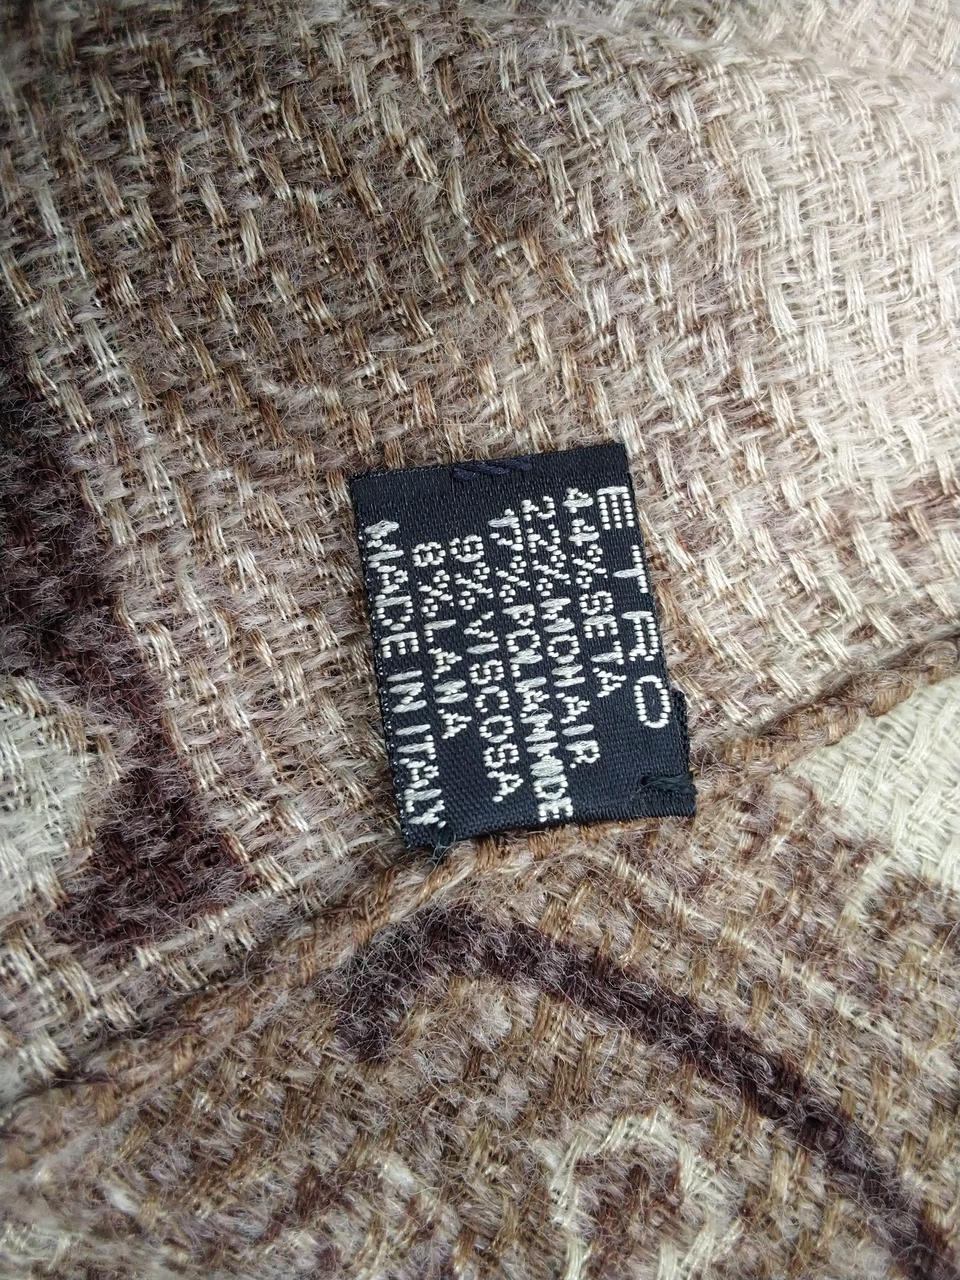 ETRO
44% SETA
22% MOHAIR
17% POLIAMMIDE
9% VISCOSA
8% LANA
MADE IN ITALY